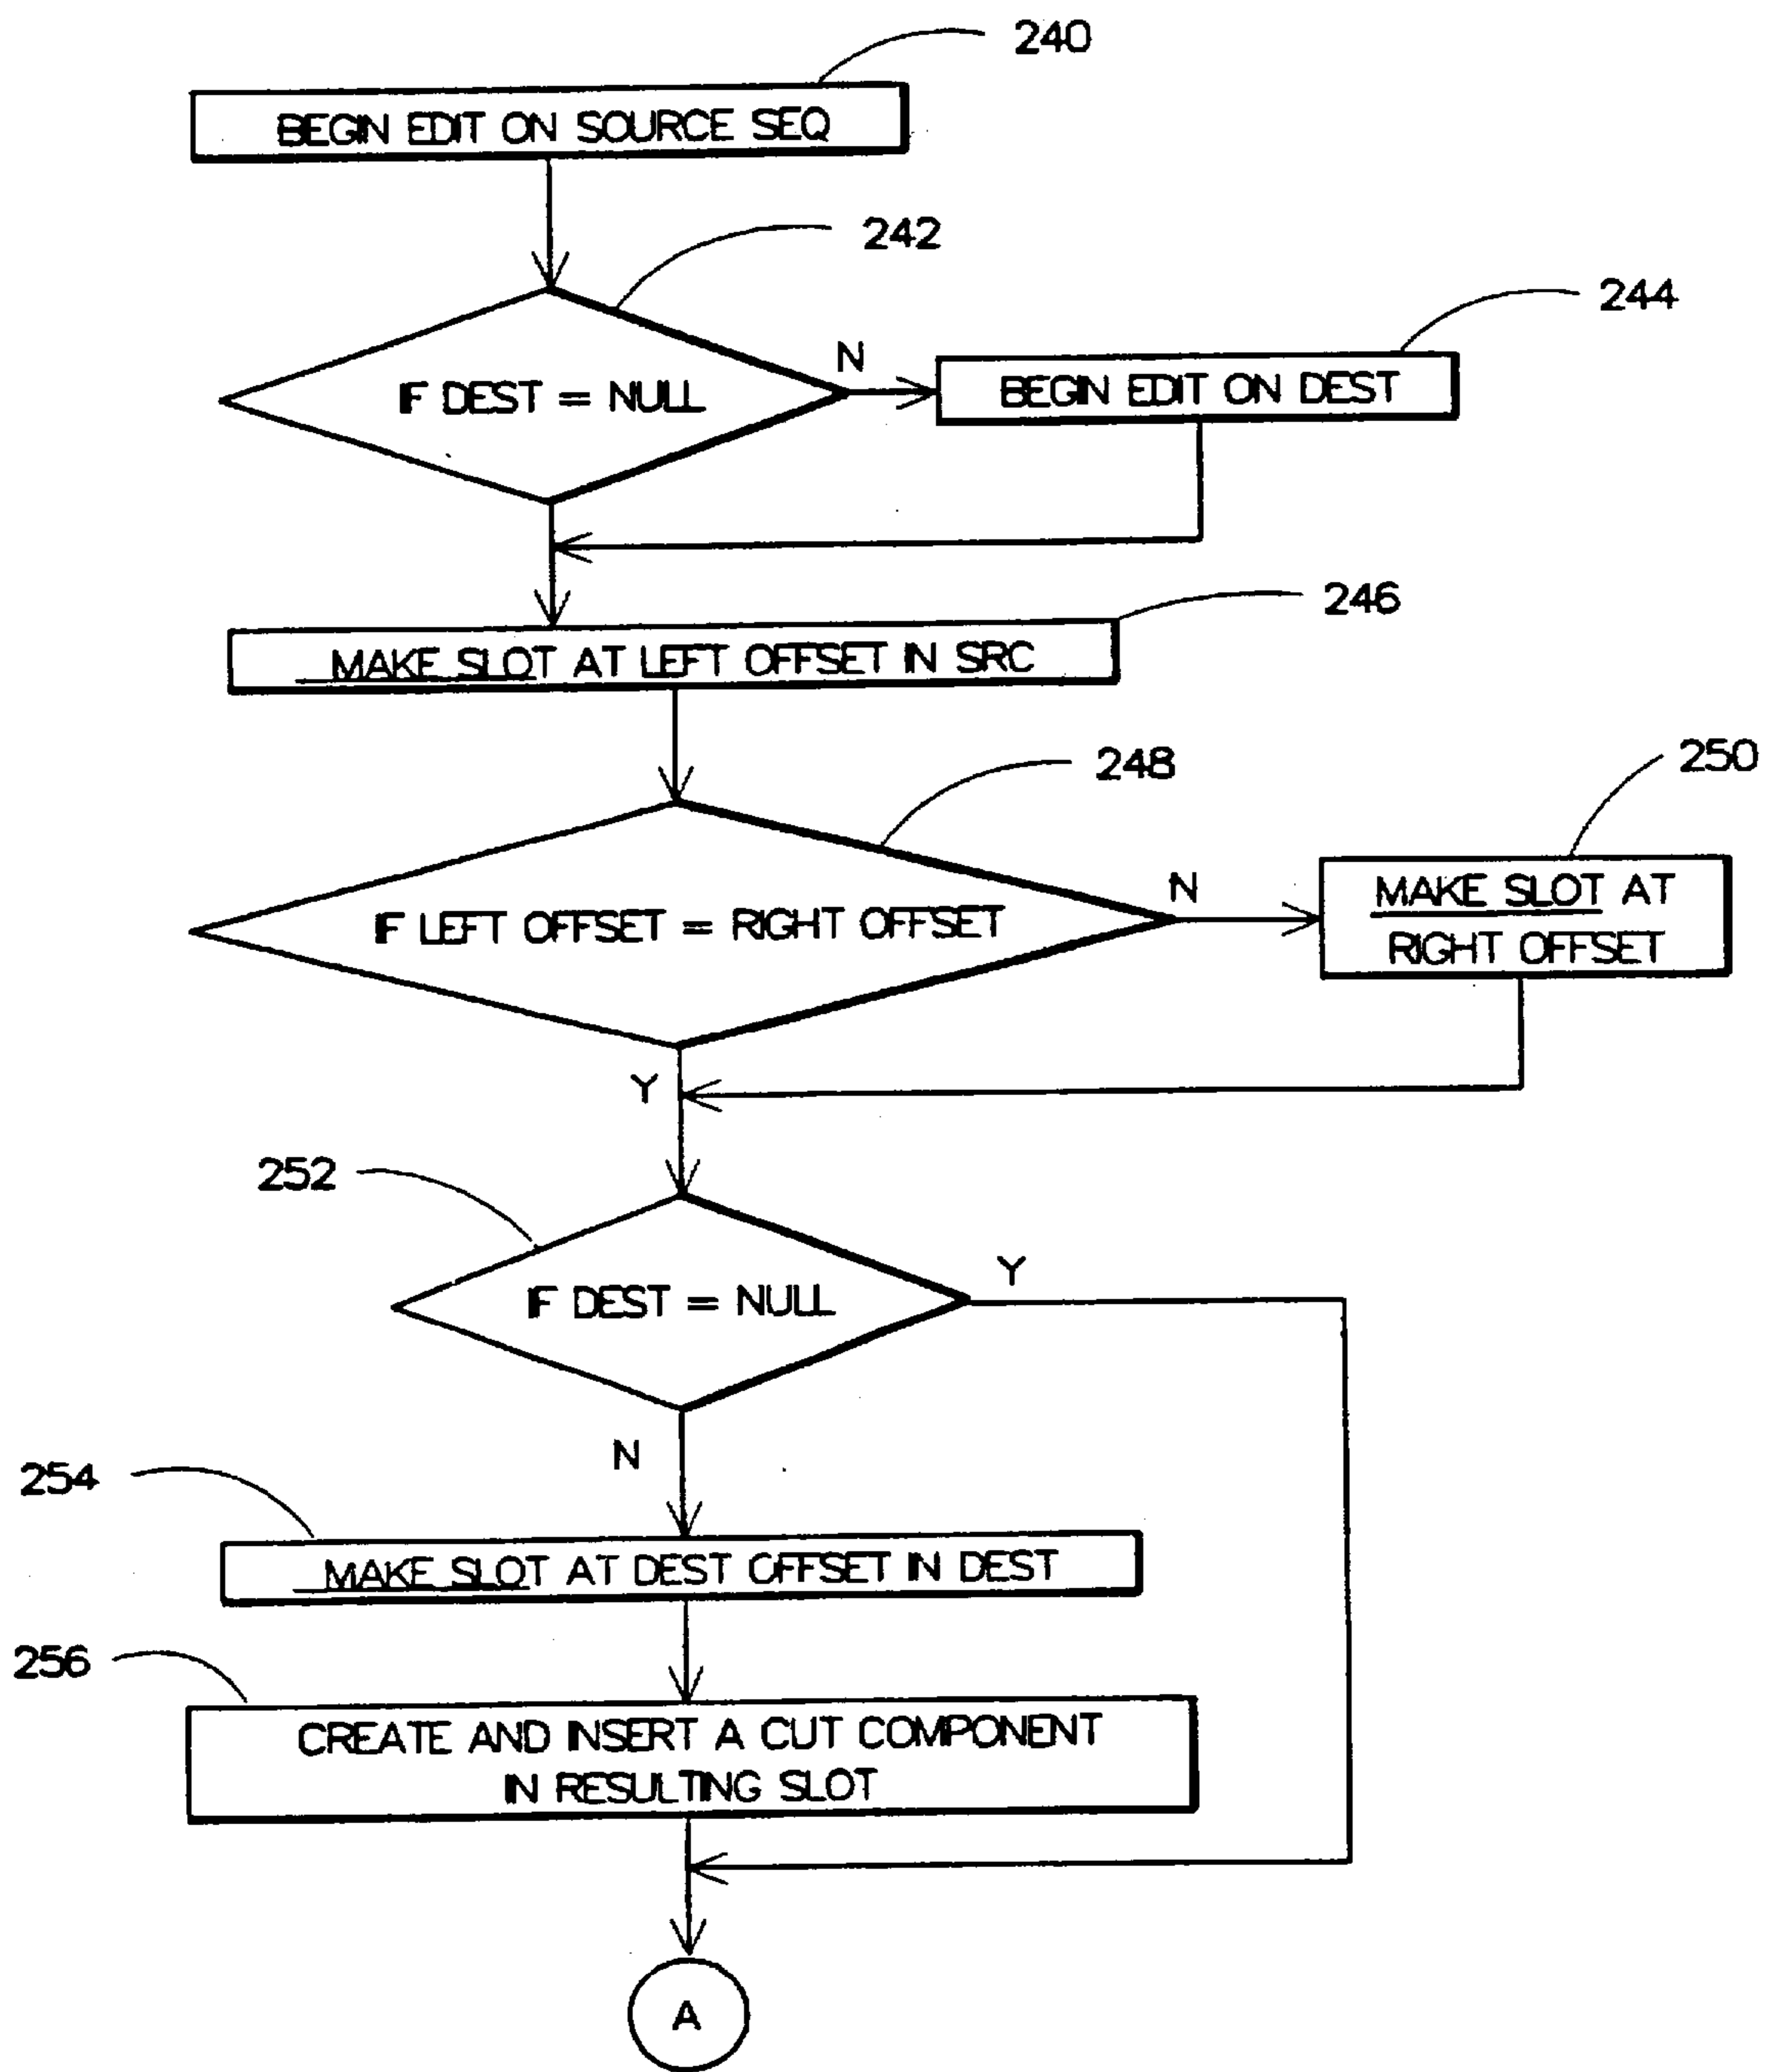 240
BEGIN EDIT ON SOURCE SEQ
242
244
IF DEST = NULL
N
BEGIN EDIT ON DEST
246
MAKE SLOT AT LEFT OFFSET IN SRC
248
250
IF LEFT OFFSET = RIGHT OFFSET
N
MAKE SLOT AT
RIGHT OFFSET
Y
252
IF DEST = NULL
Y
N
254
MAKE SLOT AT DEST OFFSET IN DEST
256
CREATE AND INSERT A CUT COMPONENT
IN RESULTING SLOT
A